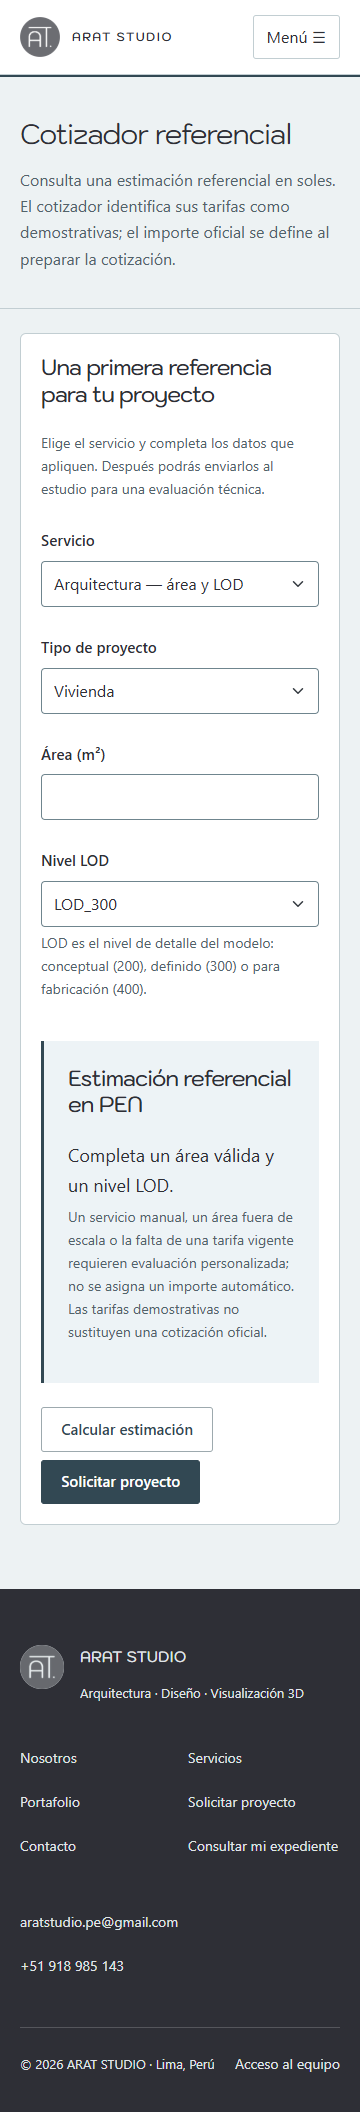 AT.
ARAT STUDIO
Menú ☰
Cotizador referencial
Consulta una estimación referencial en soles.
El cotizador identifica sus tarifas como
demostrativas; el importe oficial se define al
preparar la cotización.
Una primera referencia
para tu proyecto
Elige el servicio y completa los datos que
apliquen. Después podrás enviarlos al
estudio para una evaluación técnica.
Servicio
Arquitectura — área y LOD
Tipo de proyecto
Vivienda
Área (m²)
Nivel LOD
LOD_300
LOD es el nivel de detalle del modelo:
conceptual (200), definido (300) o para
fabricación (400).
Estimación referencial
en PEN
Completa un área válida y
un nivel LOD.
Un servicio manual, un área fuera de
escala o la falta de una tarifa vigente
requieren evaluación personalizada;
no se asigna un importe automático.
Las tarifas demostrativas no
sustituyen una cotización oficial.
Calcular estimación
Solicitar proyecto
AT.
ARAT STUDIO
Arquitectura · Diseño · Visualización 3D
Nosotros
Servicios
Portafolio
Solicitar proyecto
Contacto
Consultar mi expediente
aratstudio.pe@gmail.com
+51 918 985 143
© 2026 ARAT STUDIO · Lima, Perú
Acceso al equipo